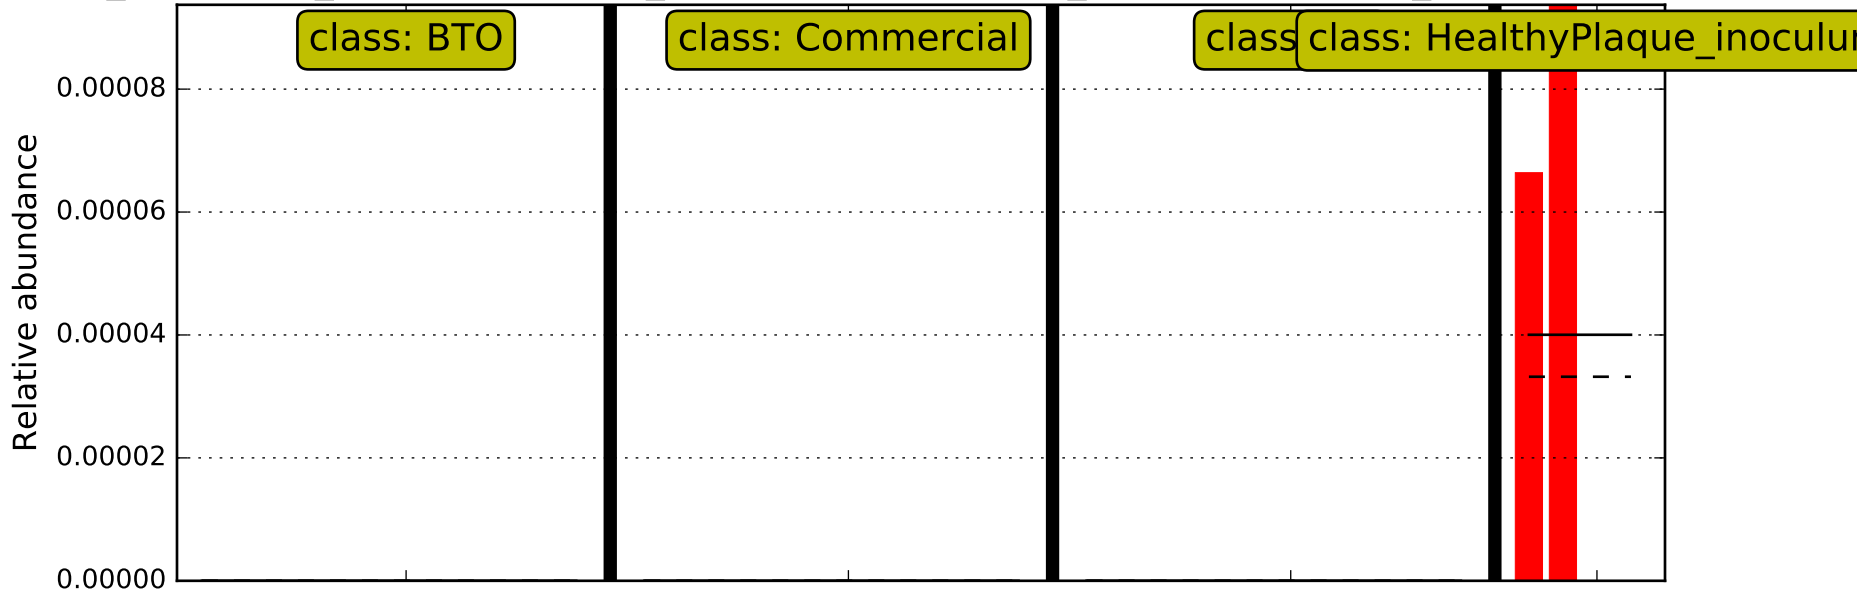 class: BTO
class: Commercial
class
class: HealthyPlaque_inoculu
0.00008
0.00006
0.00004
0.00002
0.00000
Relative abundance